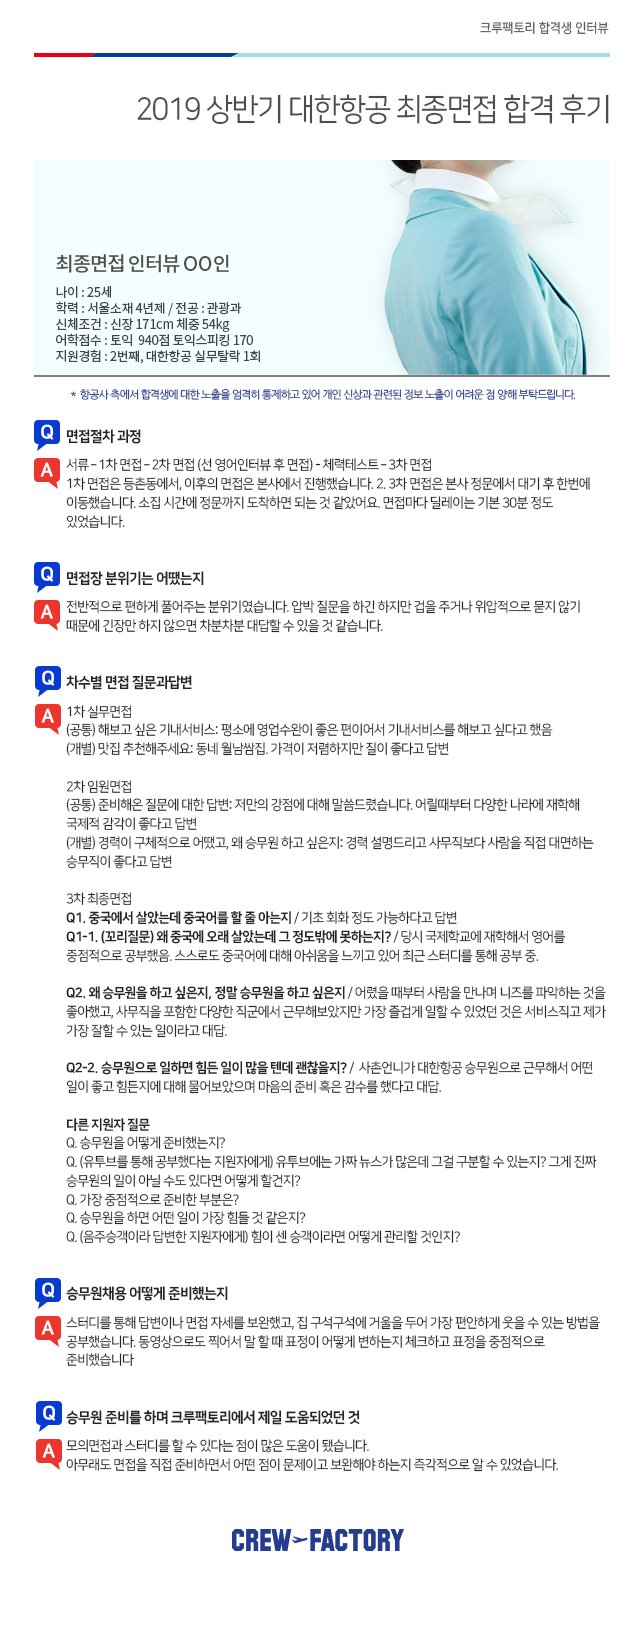 크루팩토리 합격생 인터뷰
2019 상반기 대한항공 최종면접 합격 후기
최종면접 인터뷰 OO인
나이 : 25세
학력 : 서울소재 4년제 / 전공 : 관광과
신체조건 : 신장 171cm 체중 54kg
어학점수 : 토익 940점 토익스피킹 170
지원경험 : 2번째, 대한항공 실무탈락 1회
* 항공사 측에서 합격생에 대한 노출을 엄격히 통제하고 있어 개인 신상과 관련된 정보 노출이 어려운 점 양해 부탁드립니다.
Q 면접절차 과정
A 서류 – 1차 면접 – 2차 면접 (선 영어인터뷰 후 면접) - 체력테스트 – 3차 면접
1차 면접은 등촌동에서, 이후의 면접은 본사에서 진행했습니다. 2. 3차 면접은 본사 정문에서 대기 후 한번에
이동했습니다. 소집 시간에 정문까지 도착하면 되는 것 같았어요. 면접마다 딜레이는 기본 30분 정도
있었습니다.
Q 면접장 분위기는 어땠는지
A 전반적으로 편하게 풀어주는 분위기였습니다. 압박 질문을 하긴 하지만 겁을 주거나 위압적으로 묻지 않기
때문에 긴장만 하지 않으면 차분차분 대답할 수 있을 것 같습니다.
Q 차수별 면접 질문과답변
A 1차 실무면접
(공통) 해보고 싶은 기내서비스: 평소에 영업수완이 좋은 편이어서 기내서비스를 해보고 싶다고 했음
(개별) 맛집 추천해주세요: 동네 월남쌈집. 가격이 저렴하지만 질이 좋다고 답변
2차 임원면접
(공통) 준비해온 질문에 대한 답변: 저만의 강점에 대해 말씀드렸습니다. 어릴때부터 다양한 나라에 재학해
국제적 감각이 좋다고 답변
(개별) 경력이 구체적으로 어땠고, 왜 승무원 하고 싶은지: 경력 설명드리고 사무직보다 사람을 직접 대면하는
승무직이 좋다고 답변
3차 최종면접
Q1. 중국에서 살았는데 중국어를 할 줄 아는지 / 기초 회화 정도 가능하다고 답변
Q1-1. (꼬리질문) 왜 중국에 오래 살았는데 그 정도밖에 못하는지? / 당시 국제학교에 재학해서 영어를
중점적으로 공부했음. 스스로도 중국어에 대해 아쉬움을 느끼고 있어 최근 스터디를 통해 공부 중.
Q2. 왜 승무원을 하고 싶은지, 정말 승무원을 하고 싶은지 / 어렸을 때부터 사람을 만나며 니즈를 파악하는 것을
좋아했고, 사무직을 포함한 다양한 직군에서 근무해보았지만 가장 즐겁게 일할 수 있었던 것은 서비스직고 제가
가장 잘할 수 있는 일이라고 대답.
Q2-2. 승무원으로 일하면 힘든 일이 많을 텐데 괜찮을지? / 사촌언니가 대한항공 승무원으로 근무해서 어떤
일이 좋고 힘든지에 대해 물어보았으며 마음의 준비 혹은 감수를 했다고 대답.
다른 지원자 질문
Q. 승무원을 어떻게 준비했는지?
Q. (유투브를 통해 공부했다는 지원자에게) 유투브에는 가짜 뉴스가 많은데 그걸 구분할 수 있는지? 그게 진짜
승무원의 일이 아닐 수도 있다면 어떻게 할건지?
Q. 가장 중점적으로 준비한 부분은?
Q. 승무원을 하면 어떤 일이 가장 힘들 것 같은지?
Q. (음주승객이라 답변한 지원자에게) 힘이 센 승객이라면 어떻게 관리할 것인지?
Q 승무원채용 어떻게 준비했는지
A 스터디를 통해 답변이나 면접 자세를 보완했고, 집 구석구석에 거울을 두어 가장 편안하게 웃을 수 있는 방법을
공부했습니다. 동영상으로도 찍어서 말 할 때 표정이 어떻게 변하는지 체크하고 표정을 중점적으로
준비했습니다
Q 승무원 준비를 하며 크루팩토리에서 제일 도움되었던 것
A 모의면접과 스터디를 할 수 있다는 점이 많은 도움이 됐습니다.
아무래도 면접을 직접 준비하면서 어떤 점이 문제이고 보완해야 하는지 즉각적으로 알 수 있었습니다.
CREW FACTORY